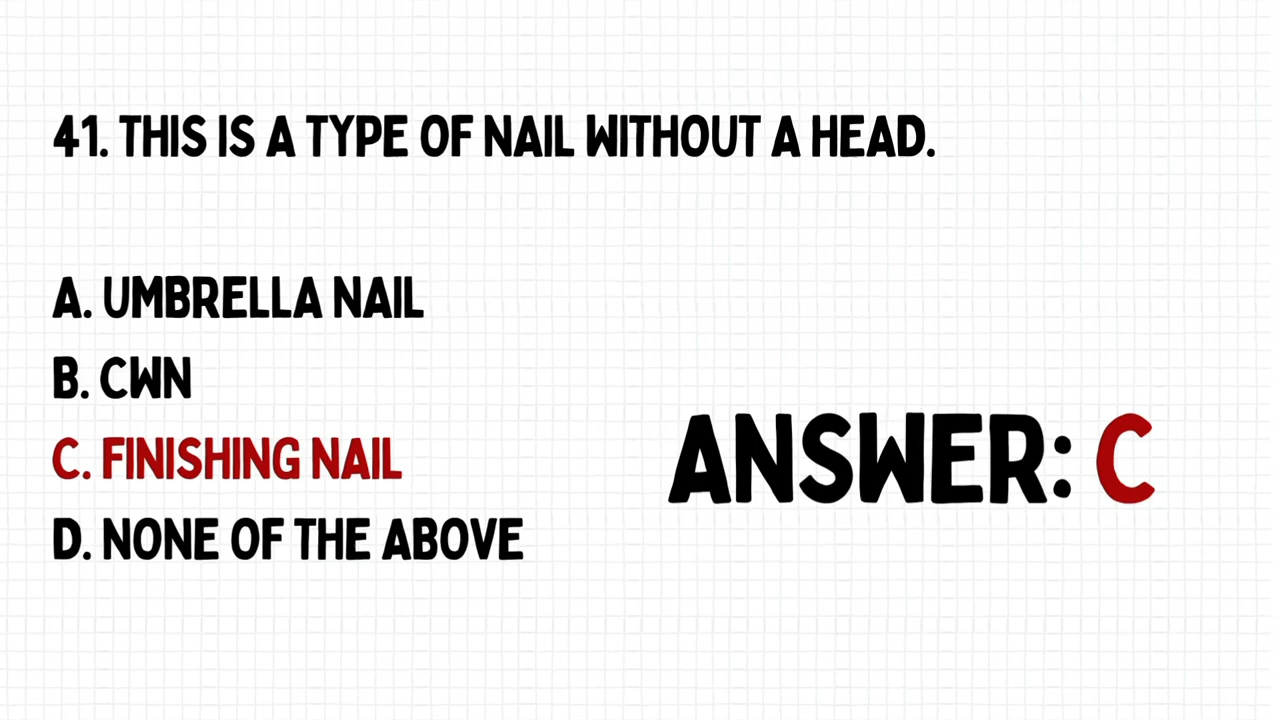 41. THIS IS A TYPE OF NAIL WITHOUT A HEAD.
A. UMBRELLA NAIL
B. CWN
C. FINISHING NAIL
D. NONE OF THE ABOVE
ANSWER: C